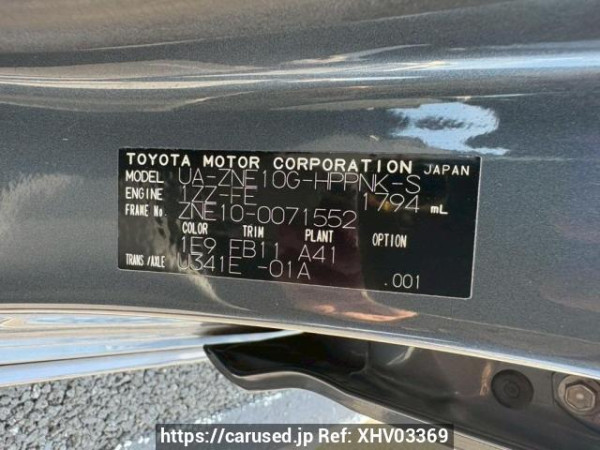 TOYOTA MOTOR CORPORATION JAPAN
MODEL UA-ZNE10G-HPPNK-S
ENGINE 1ZZ-FE 1794 mL
FRAME No. ZNE10-0071552
COLOR TRIM PLANT OPTION
1E9 FB11 A41
TRANS/AXLE U341E -01A .001
https://carused.jp Ref: XHV03369